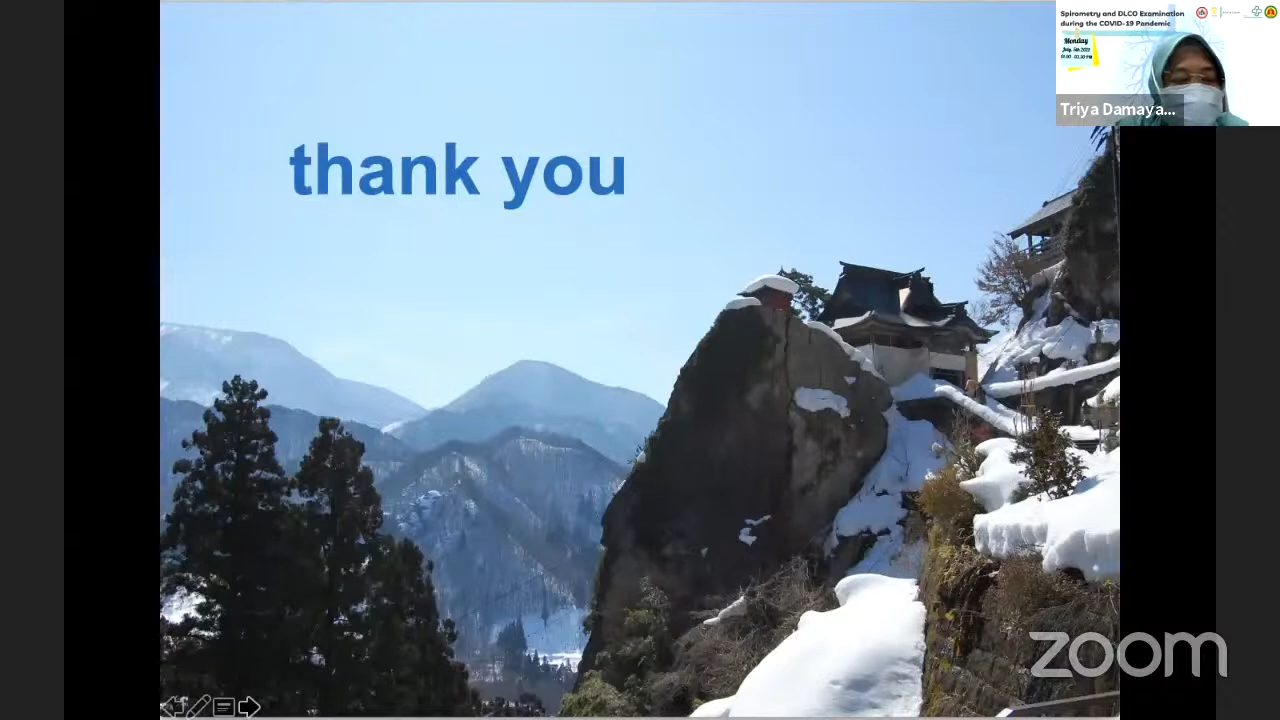 thank you
Spirometry and DLCO Examination
during the COVID-19 Pandemic
Monday
Triya Damaya...
zoom